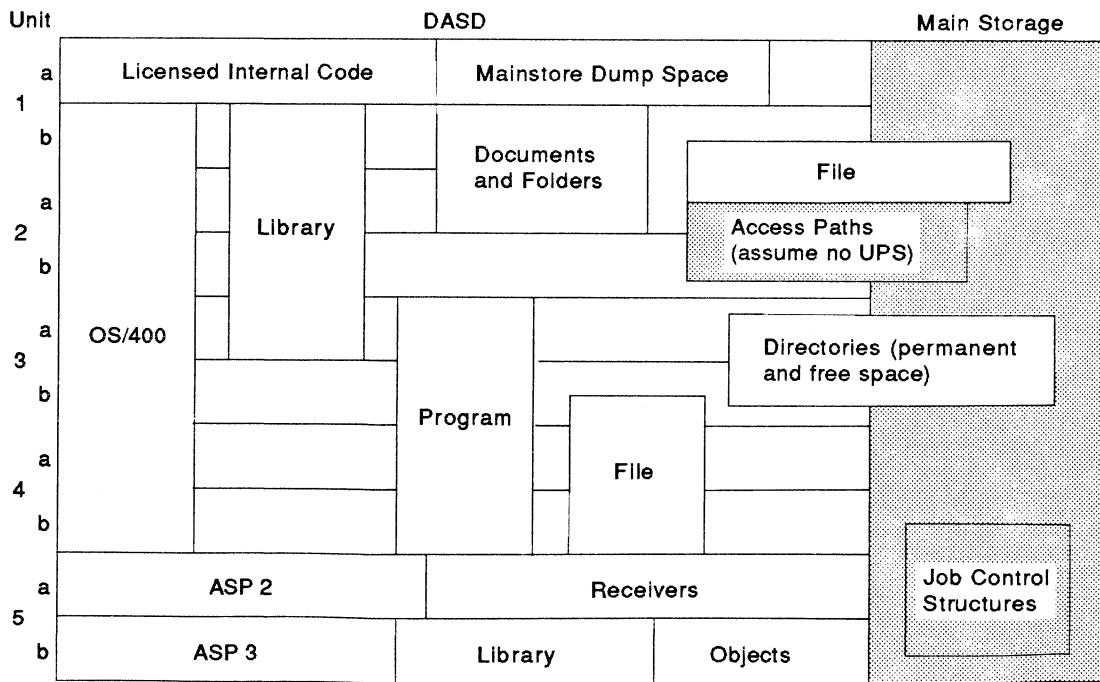 Unit
DASD
Main Storage
a
Licensed Internal Code
Mainstore Dump Space
1
b
Documents
and Folders
File
a
Library
Access Paths
(assume no UPS)
2
b
a
OS/400
Directories (permanent
and free space)
3
b
Program
a
File
4
b
a
ASP 2
Receivers
Job Control
Structures
5
b
ASP 3
Library
Objects